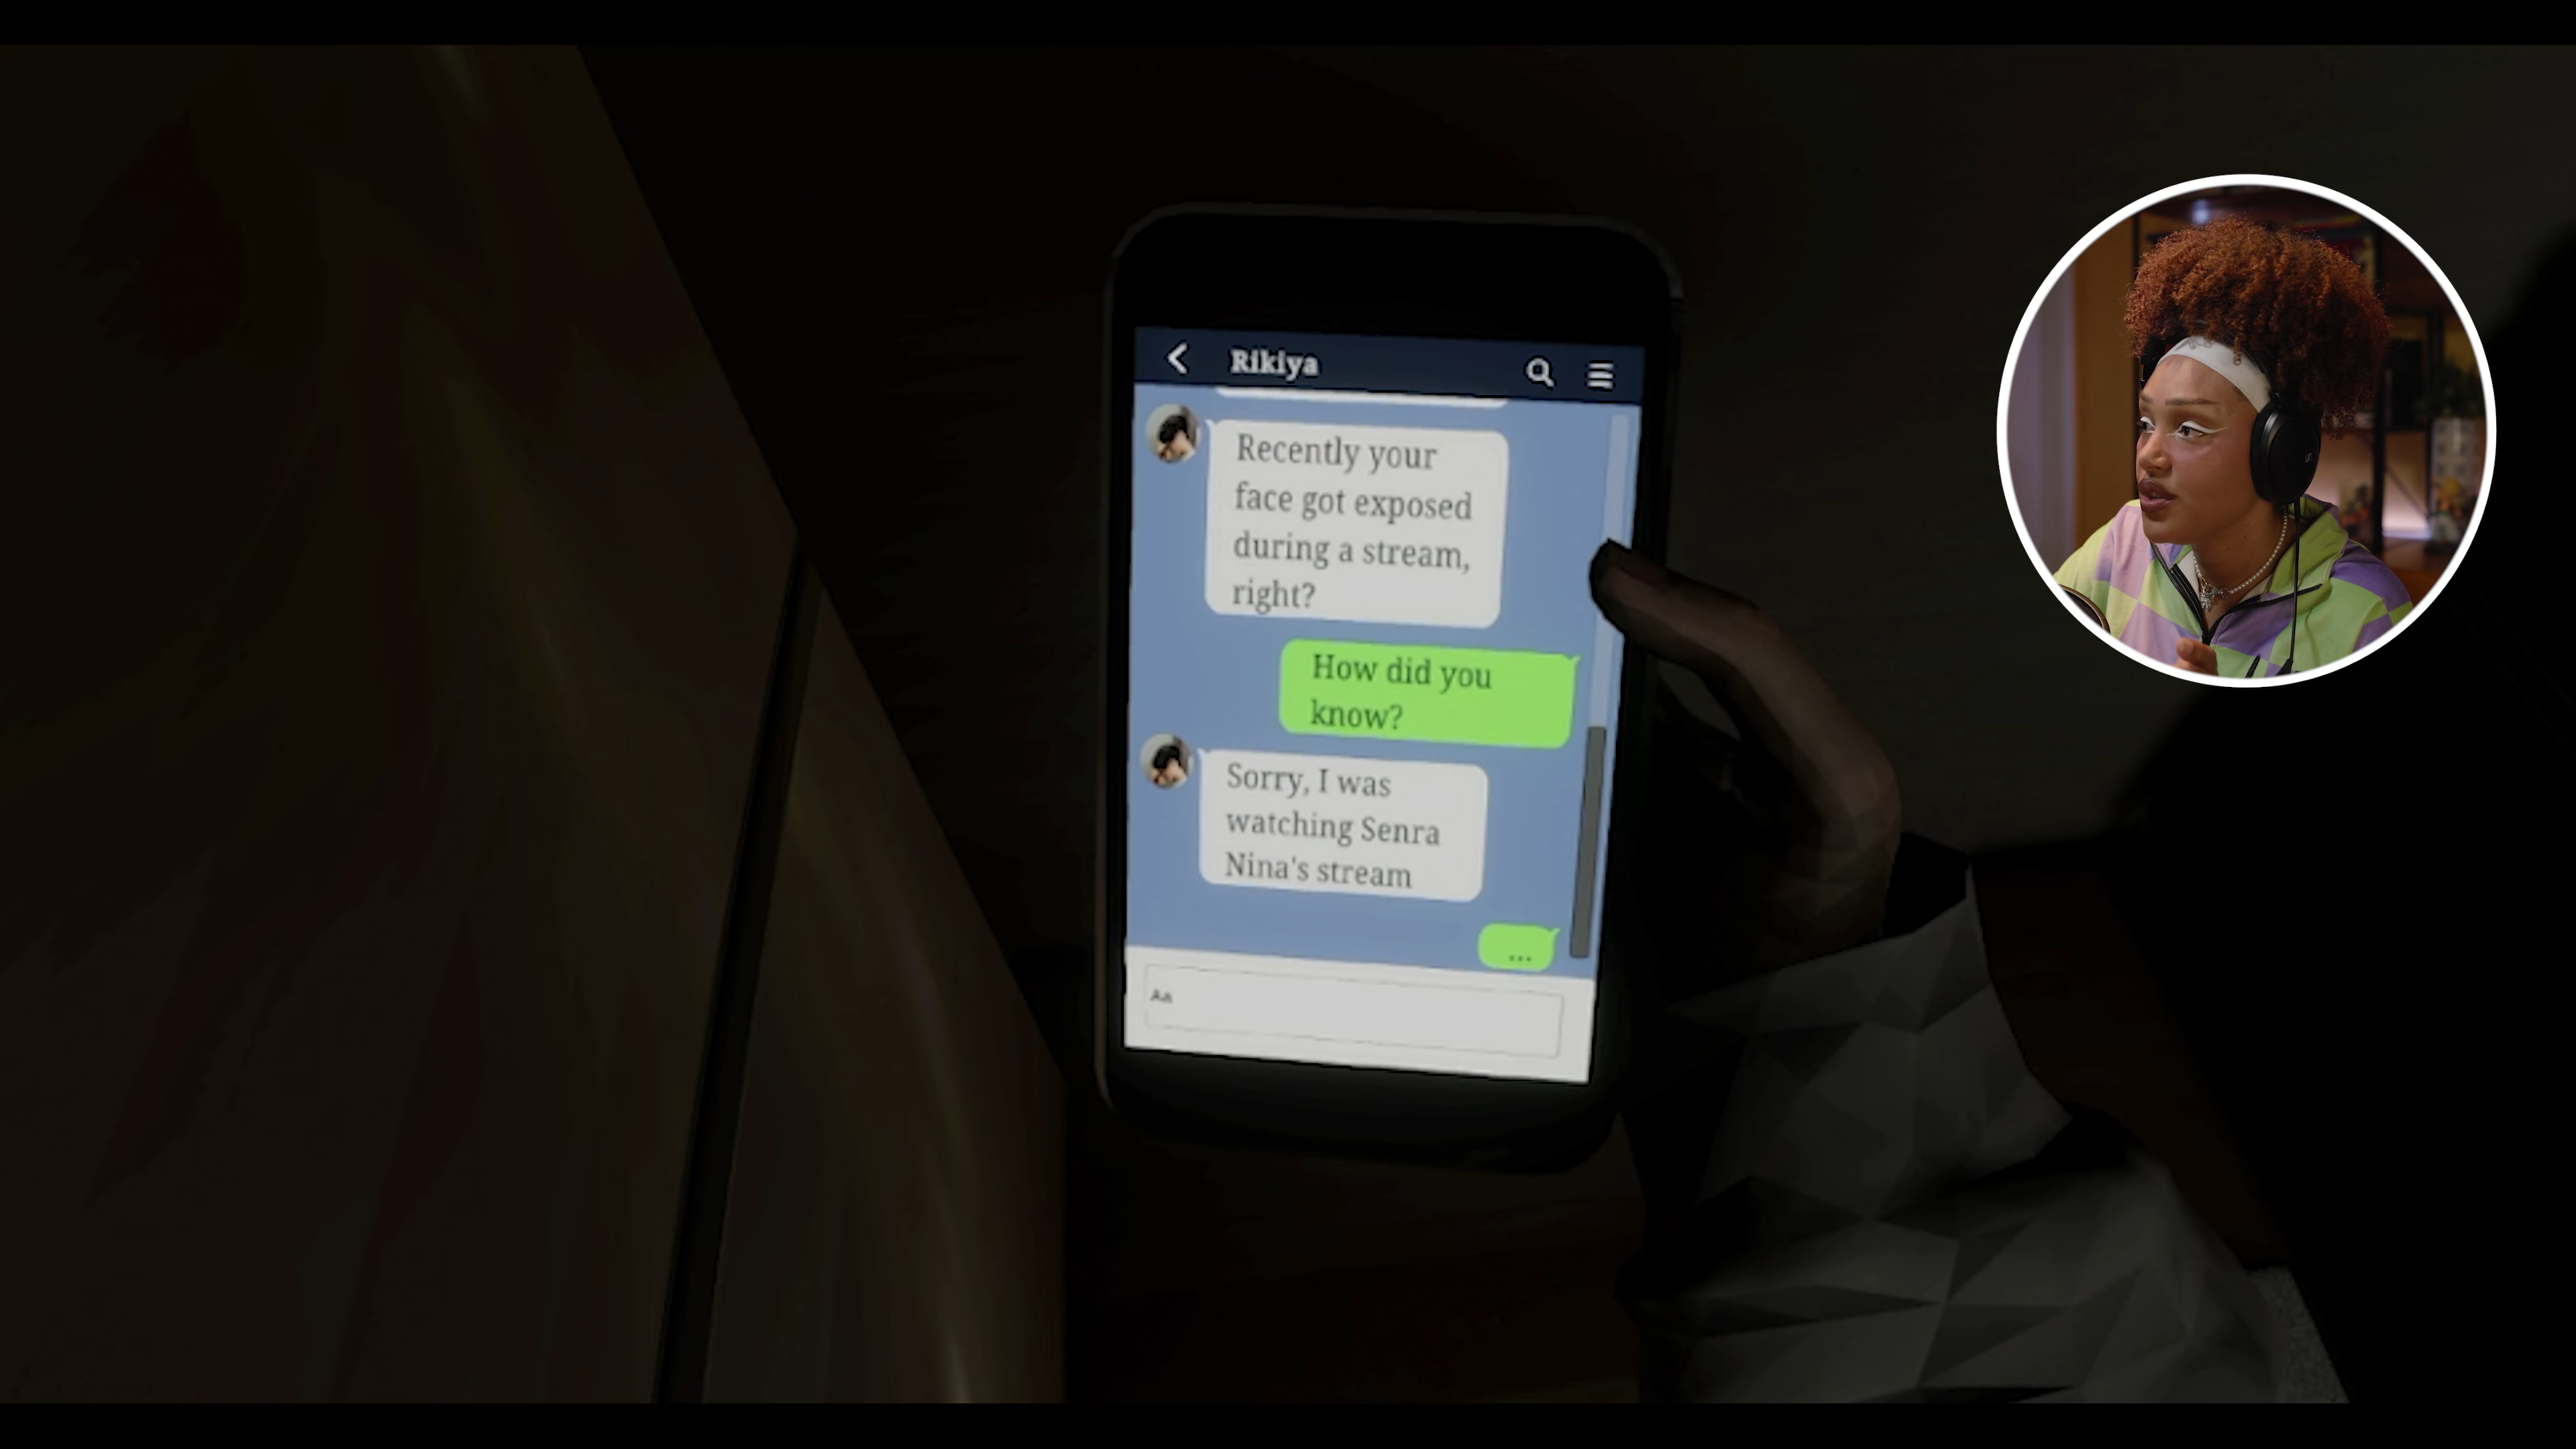 Rikiya
Recently your
face got exposed
during a stream,
right?
How did you
know?
Sorry, I was
watching Senra
Nina's stream
...
Aa